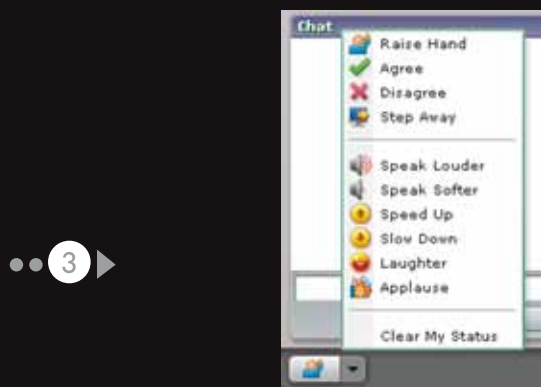 Chat
Raise Hand
Agree
Disagree
Step Away
Speak Louder
Speak Softer
Speed Up
Slow Down
Laughter
Applause
Clear My Status
3